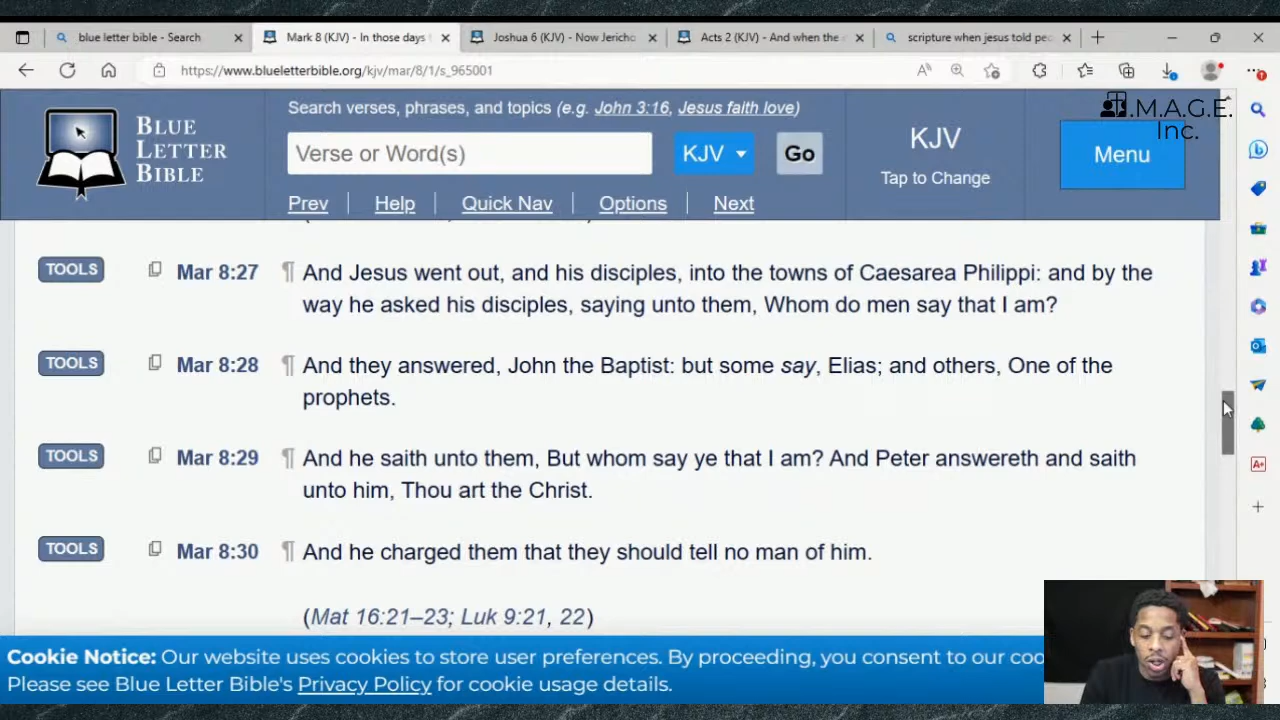 blue letter bible - Search
Mark 8 (KJV) - In those days t
Joshua 6 (KJV) - Now Jericho
Acts 2 (KJV) - And when the
scripture when jesus told peo
https://www.blueletterbible.org/kjv/mar/8/1/s_965001
Search verses, phrases, and topics (e.g. John 3:16, Jesus faith love)
.M.A.G.E.
Inc.
BLUE
LETTER
BIBLE
Verse or Word(s)
KJV
Go
KJV
Tap to Change
Menu
Prev
Help
Quick Nav
Options
Next
TOOLS Mar 8:27 ¶ And Jesus went out, and his disciples, into the towns of Caesarea Philippi: and by the
way he asked his disciples, saying unto them, Whom do men say that I am?
TOOLS Mar 8:28 ¶ And they answered, John the Baptist: but some say, Elias; and others, One of the
prophets.
TOOLS Mar 8:29 ¶ And he saith unto them, But whom say ye that I am? And Peter answereth and saith
unto him, Thou art the Christ.
TOOLS Mar 8:30 ¶ And he charged them that they should tell no man of him.
(Mat 16:21–23; Luk 9:21, 22)
Cookie Notice: Our website uses cookies to store user preferences. By proceeding, you consent to our coo
Please see Blue Letter Bible's Privacy Policy for cookie usage details.